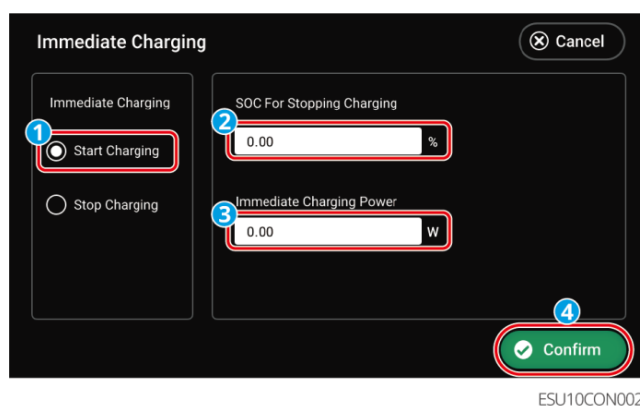 Immediate Charging
Cancel
Immediate Charging
1
Start Charging
Stop Charging
SOC For Stopping Charging
2
0.00 %
Immediate Charging Power
3
0.00 W
4
Confirm
ESU10CON002